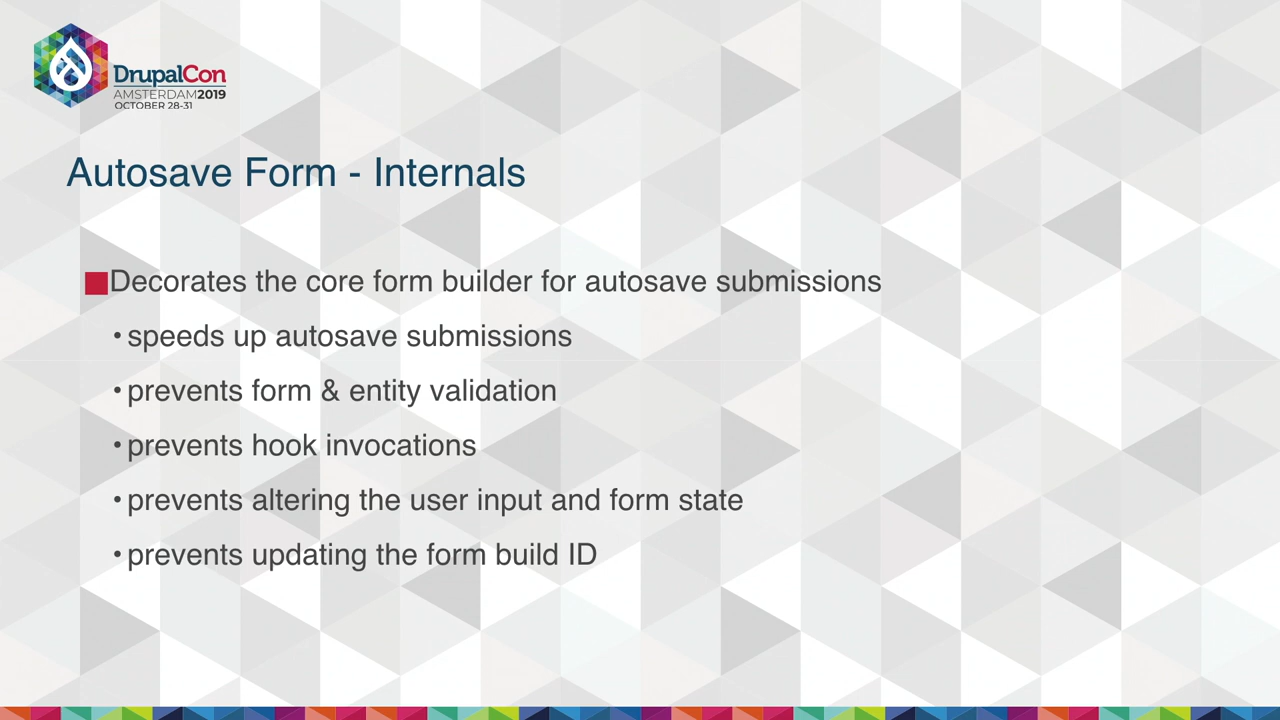 DrupalCon
AMSTERDAM2019
OCTOBER 28-31
Autosave Form - Internals
Decorates the core form builder for autosave submissions
• speeds up autosave submissions
• prevents form & entity validation
• prevents hook invocations
• prevents altering the user input and form state
• prevents updating the form build ID